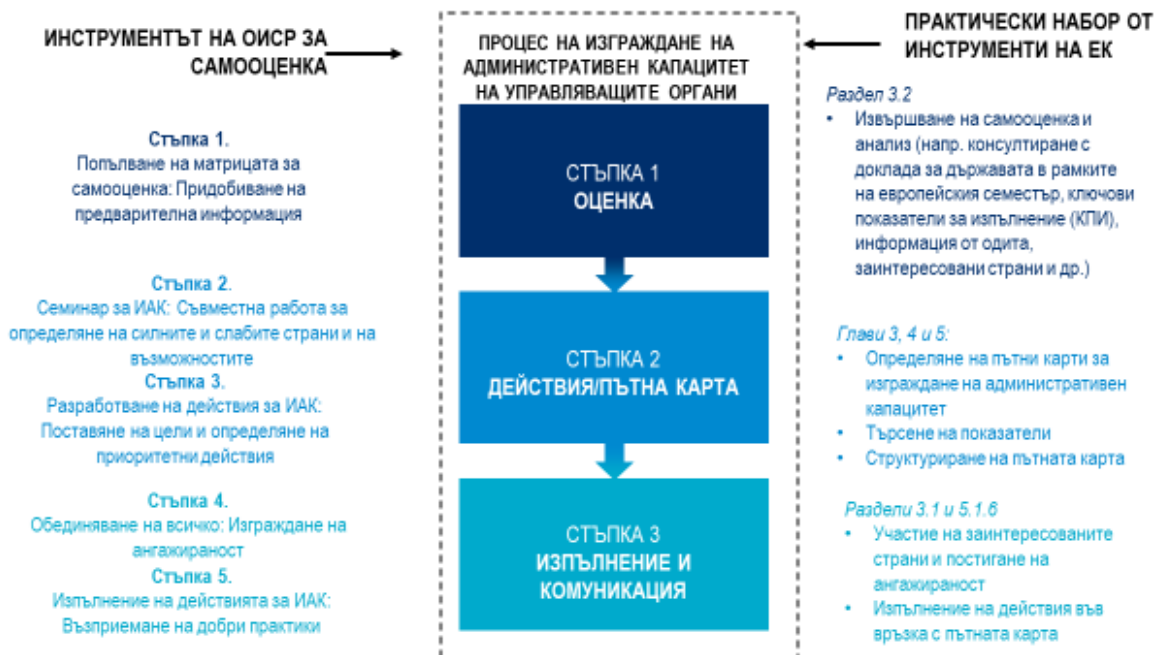 ИНСТРУМЕНТЪТ НА ОИСР ЗА
САМООЦЕНКА
Стъпка 1.
Попълване на матрицата за
самооценка: Придобиване на
предварителна информация
Стъпка 2.
Семинар за ИАК: Съвместна работа за
определяне на силните и слабите страни и на
възможностите
Стъпка 3.
Разработване на действия за ИАК:
Поставяне на цели и определяне на
приоритетни действия
Стъпка 4.
Обединяване на всичко: Изграждане на
ангажираност
Стъпка 5.
Изпълнение на действията за ИАК:
Възприемане на добри практики
ПРОЦЕС НА ИЗГРАЖДАНЕ НА
АДМИНИСТРАТИВЕН КАПАЦИТЕТ
НА УПРАВЛЯВАЩИТЕ ОРГАНИ
СТЪПКА 1
ОЦЕНКА
СТЪПКА 2
ДЕЙСТВИЯ/ПЪТНА КАРТА
СТЪПКА 3
ИЗПЪЛНЕНИЕ И
КОМУНИКАЦИЯ
ПРАКТИЧЕСКИ НАБОР ОТ
ИНСТРУМЕНТИ НА ЕК
Раздел 3.2
• Извършване на самооценка и
анализ (напр. консултиране с
доклада за държавата в рамките
на европейския семестър, ключови
показатели за изпълнение (КПИ),
информация от одита,
заинтересовани страни и др.)
Глави 3, 4 и 5:
• Определяне на пътни карти за
изграждане на административен
капацитет
• Търсене на показатели
• Структуриране на пътната карта
Раздели 3.1 и 5.1.6
• Участие на заинтересованите
страни и постигане на
ангажираност
• Изпълнение на действия във
връзка с пътната карта